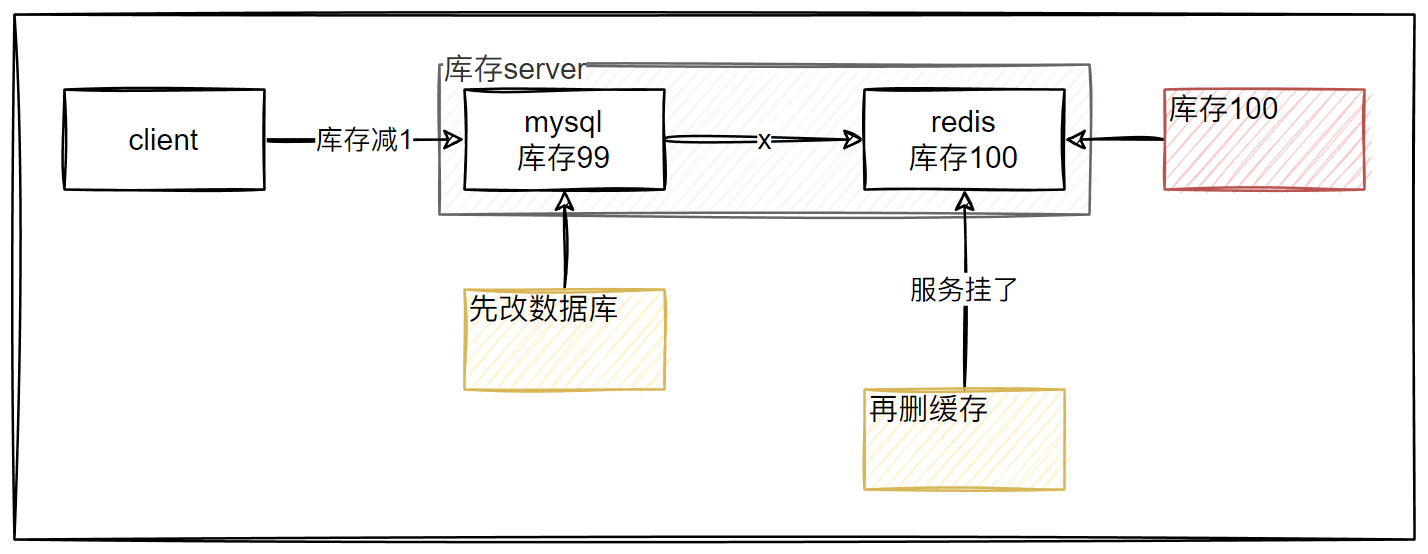 库存server
client
库存减1
mysql
库存99
x
redis
库存100
库存100
先改数据库
服务挂了
再删缓存